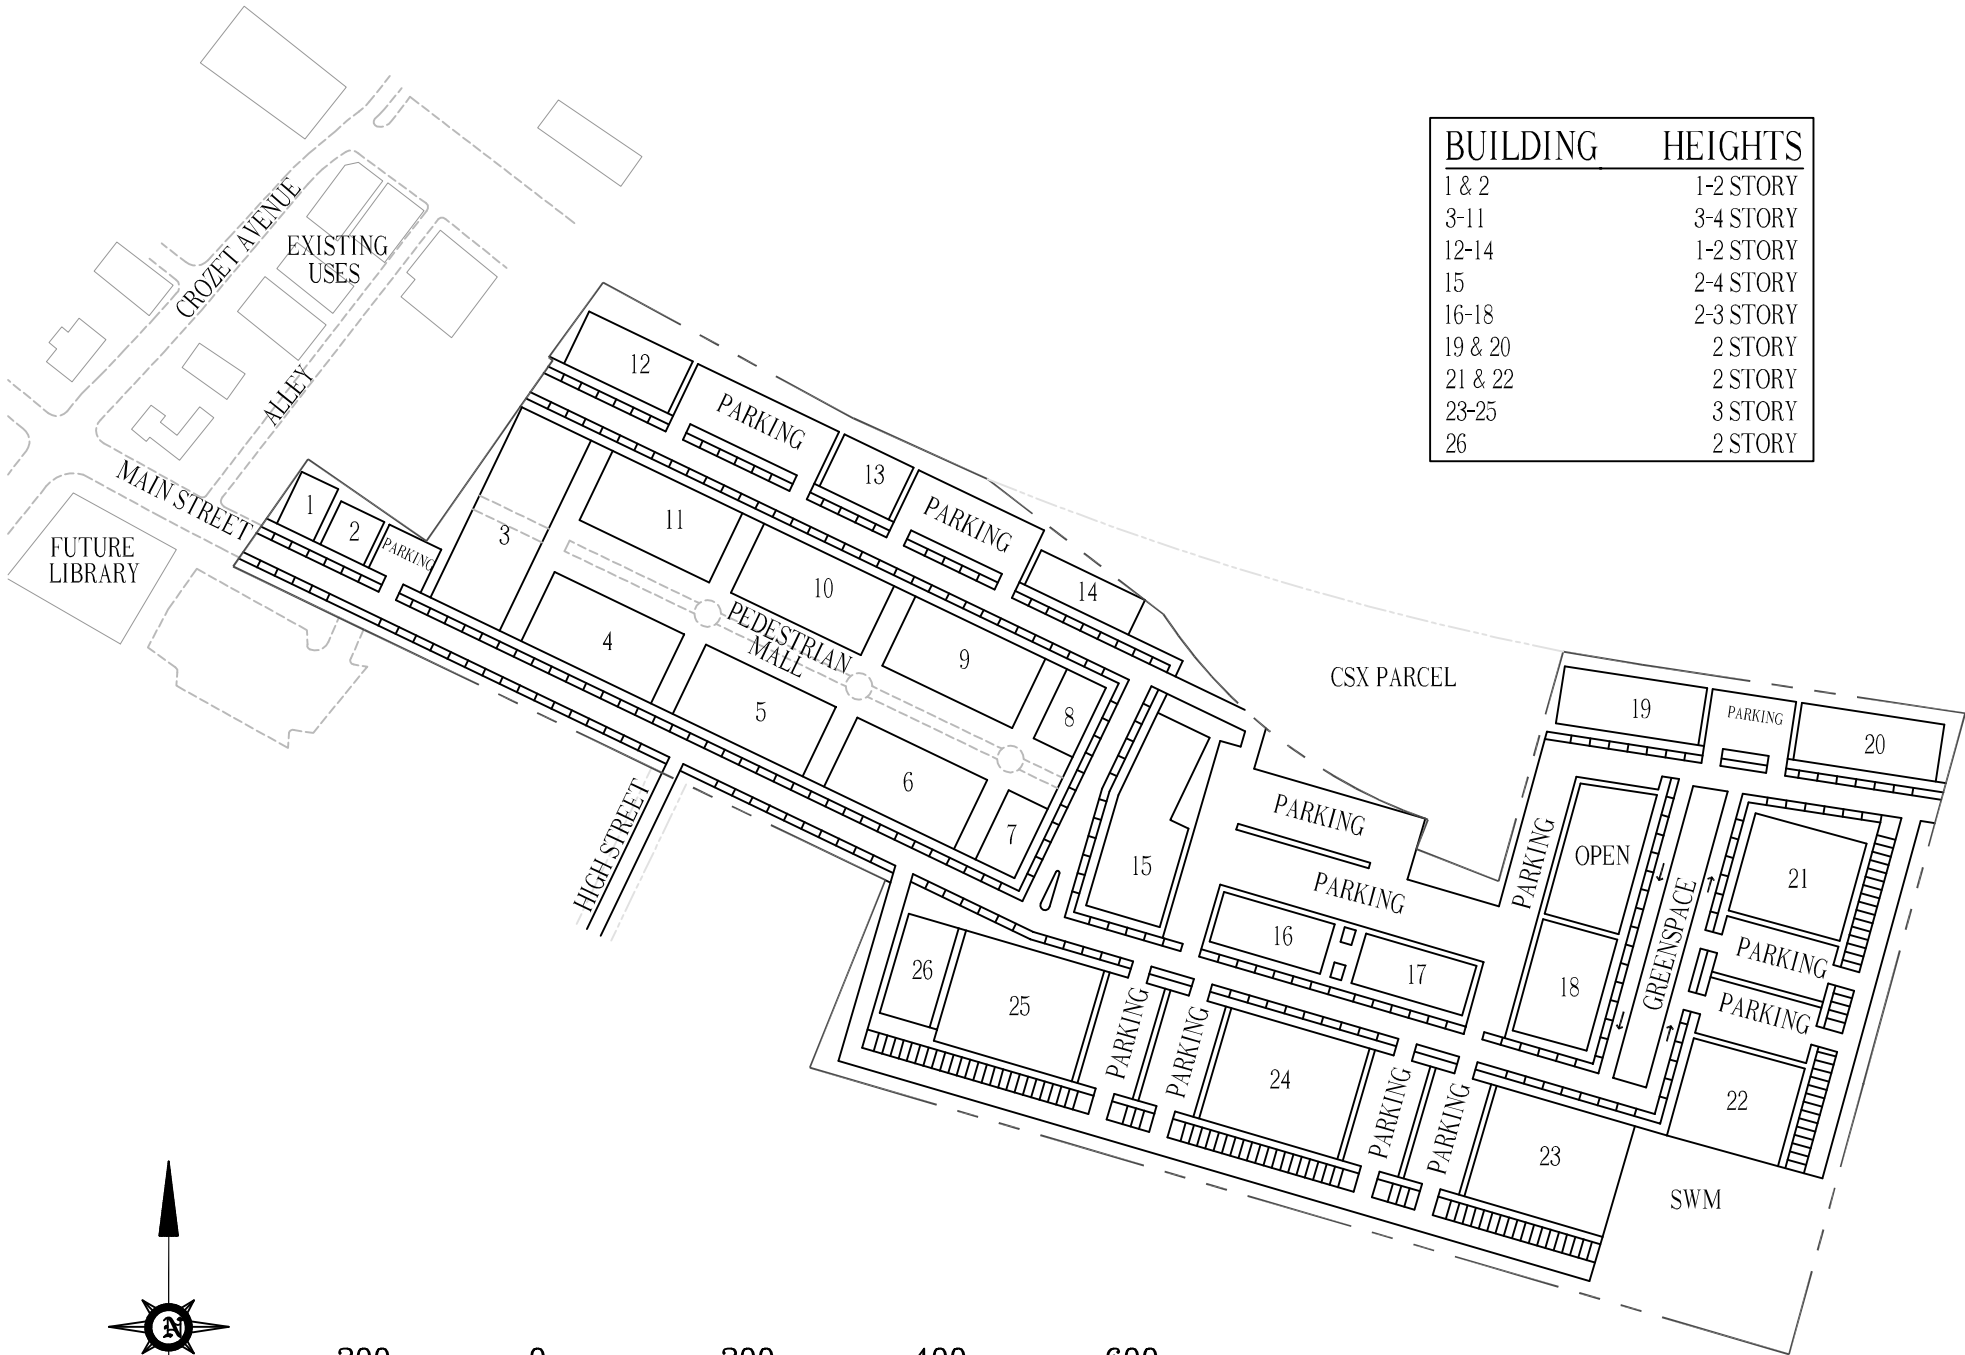 BUILDING HEIGHTS
1 & 2 1-2 STORY
3-11 3-4 STORY
12-14 1-2 STORY
15 2-4 STORY
16-18 2-3 STORY
19 & 20 2 STORY
21 & 22 2 STORY
23-25 3 STORY
26 2 STORY
CROZET AVENUE
EXISTING
USES
ALLEY
MAIN STREET
FUTURE
LIBRARY
1
2
PARKING
3
12
PARKING
13
PARKING
14
11
10
9
8
PEDESTRIAN
MALL
4
5
6
7
HIGH STREET
15
CSX PARCEL
PARKING
PARKING
16
17
19
PARKING
20
PARKING
OPEN
18
GREENSPACE
21
PARKING
PARKING
22
26
25
PARKING
PARKING
24
PARKING
PARKING
23
SWM
N
200 0 200 400 600